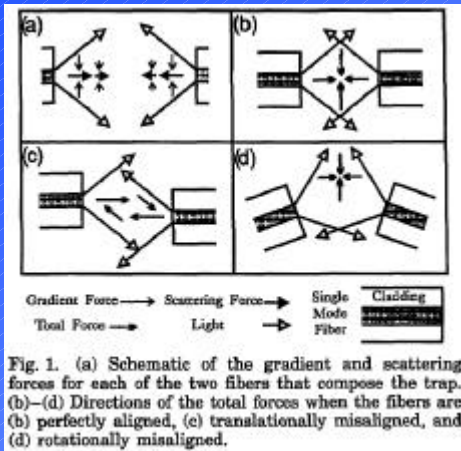 (a)
(b)
(c)
(d)
Gradient Force Scattering Force Single Cladding
Mode
Total Force Light Fiber
Fig. 1. (a) Schematic of the gradient and scattering
forces for each of the two fibers that compose the trap.
(b)–(d) Directions of the total forces when the fibers are
(b) perfectly aligned, (c) translationally misaligned, and
(d) rotationally misaligned.